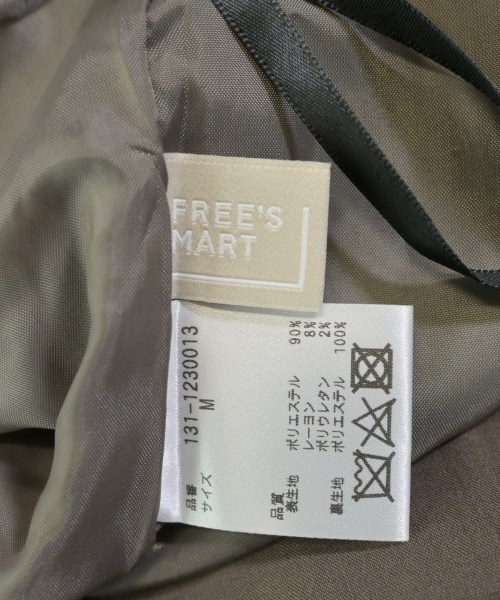 FREE'S
MART
品番 131-1230013
サイズ M
品質
表生地 ポリエステル 90%
レーヨン 8%
ポリウレタン 2%
裏生地 ポリエステル 100%